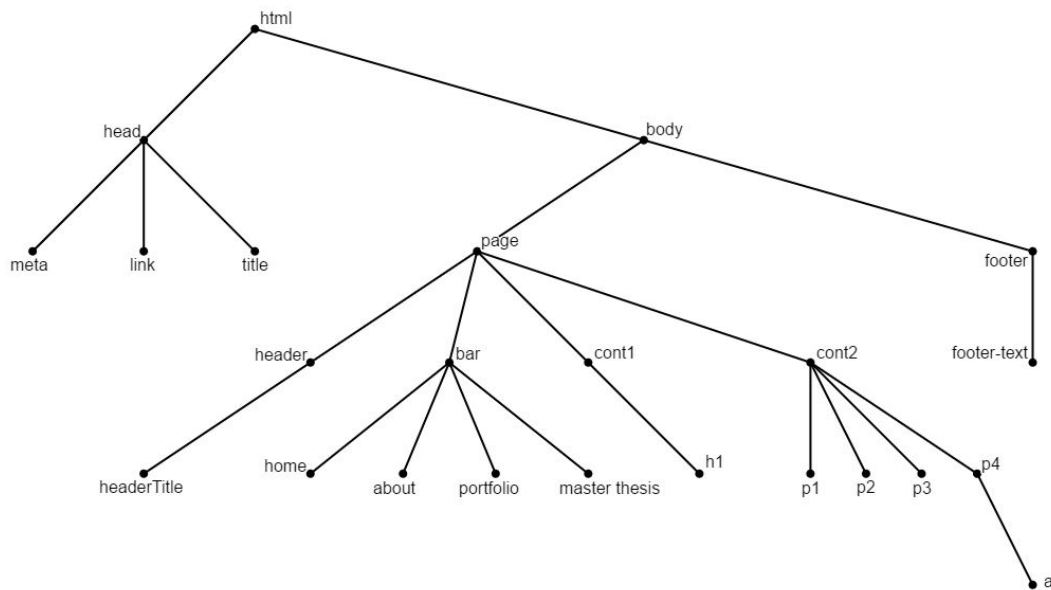 html
head
body
meta
link
title
page
footer
header
bar
cont1
cont2
footer-text
headerTitle
home
about
portfolio
master thesis
h1
p1
p2
p3
p4
a